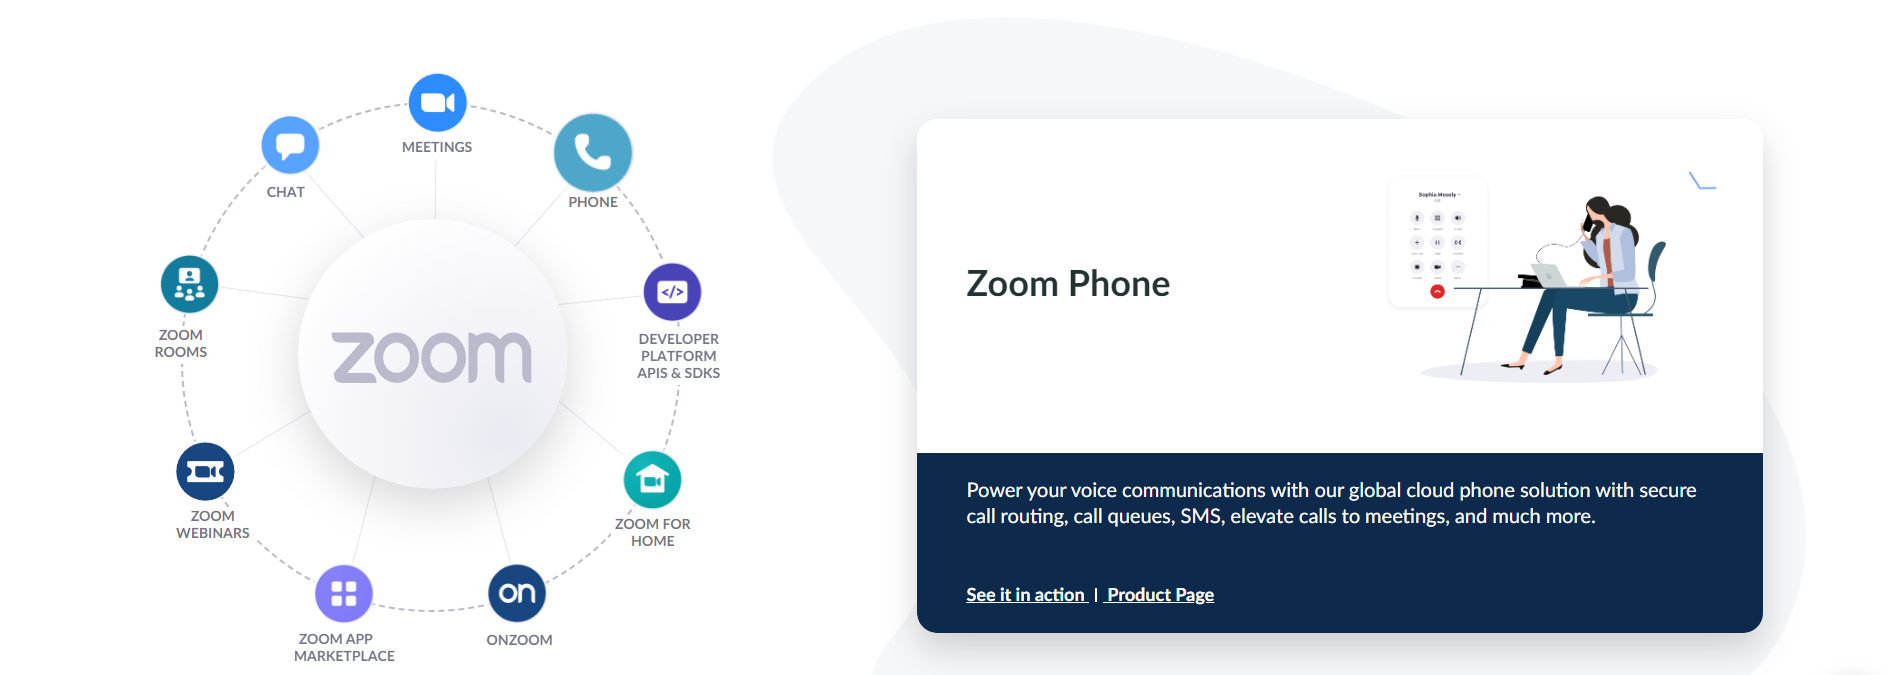 MEETINGS
PHONE
CHAT
DEVELOPER
PLATFORM
APIS & SDKS
ZOOM
ROOMS
zoom
ZOOM FOR
HOME
ZOOM
WEBINARS
on
ONZOOM
ZOOM APP
MARKETPLACE
Zoom Phone
Sophia Mosely
Power your voice communications with our global cloud phone solution with secure
call routing, call queues, SMS, elevate calls to meetings, and much more.
See it in action | Product Page